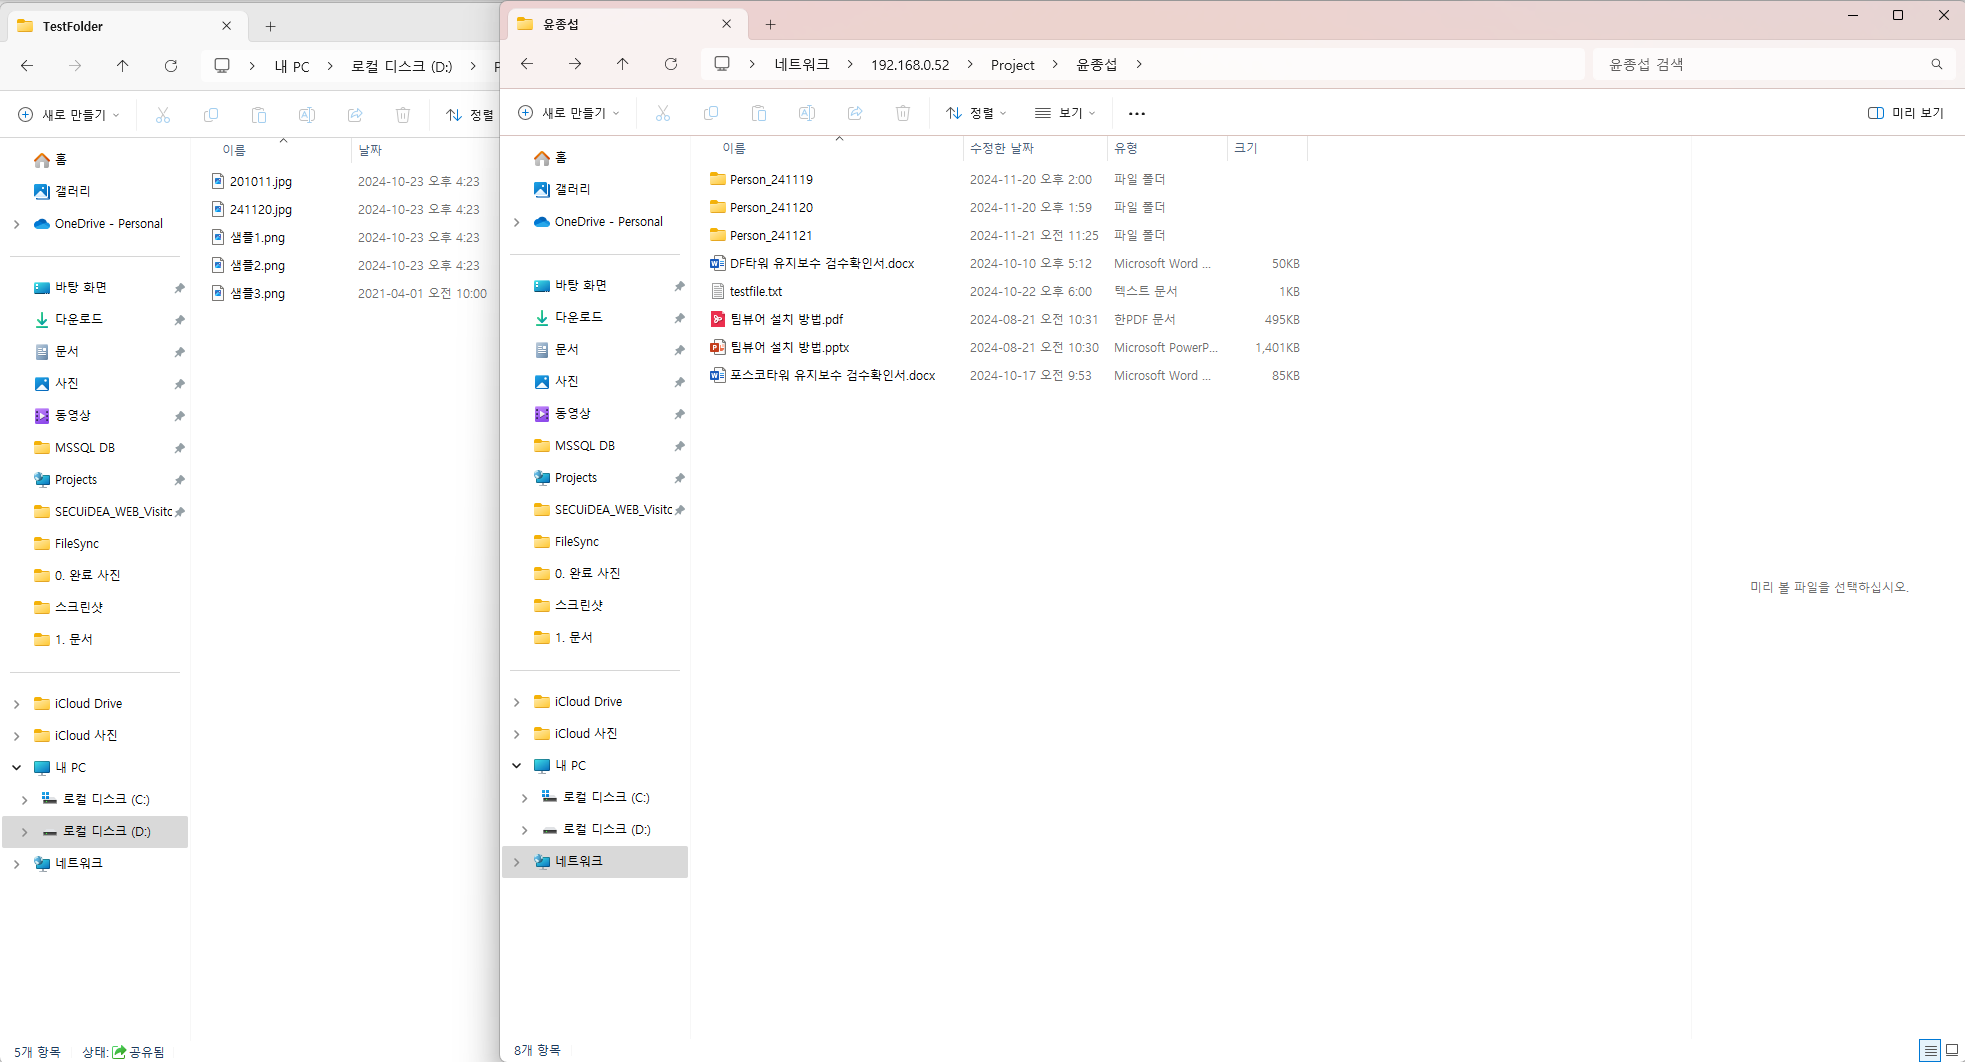 TestFolder
내 PC
로컬 디스크 (D:)
새로 만들기
정렬
이름
날짜
홈
갤러리
OneDrive - Personal
바탕 화면
다운로드
문서
사진
동영상
MSSQL DB
Projects
SECUiDEA_WEB_Visitc
FileSync
0. 완료 사진
스크린샷
1. 문서
iCloud Drive
iCloud 사진
내 PC
로컬 디스크 (C:)
로컬 디스크 (D:)
네트워크
201011.jpg 2024-10-23 오후 4:23
241120.jpg 2024-10-23 오후 4:23
샘플1.png 2024-10-23 오후 4:23
샘플2.png 2024-10-23 오후 4:23
샘플3.png 2021-04-01 오전 10:00
5개 항목 상태: 공유됨
윤종섭
네트워크
192.168.0.52
Project
윤종섭
윤종섭 검색
새로 만들기
정렬
보기
미리 보기
홈
갤러리
OneDrive - Personal
바탕 화면
다운로드
문서
사진
동영상
MSSQL DB
Projects
SECUiDEA_WEB_Visitc
FileSync
0. 완료 사진
스크린샷
1. 문서
iCloud Drive
iCloud 사진
내 PC
로컬 디스크 (C:)
로컬 디스크 (D:)
네트워크
이름 수정한 날짜 유형 크기
Person_241119 2024-11-20 오후 2:00 파일 폴더
Person_241120 2024-11-20 오후 1:59 파일 폴더
Person_241121 2024-11-21 오전 11:25 파일 폴더
DF타워 유지보수 검수확인서.docx 2024-10-10 오후 5:12 Microsoft Word ... 50KB
testfile.txt 2024-10-22 오후 6:00 텍스트 문서 1KB
팀뷰어 설치 방법.pdf 2024-08-21 오전 10:31 한PDF 문서 495KB
팀뷰어 설치 방법.pptx 2024-08-21 오전 10:30 Microsoft PowerP... 1,401KB
포스코타워 유지보수 검수확인서.docx 2024-10-17 오전 9:53 Microsoft Word ... 85KB
미리 볼 파일을 선택하십시오.
8개 항목